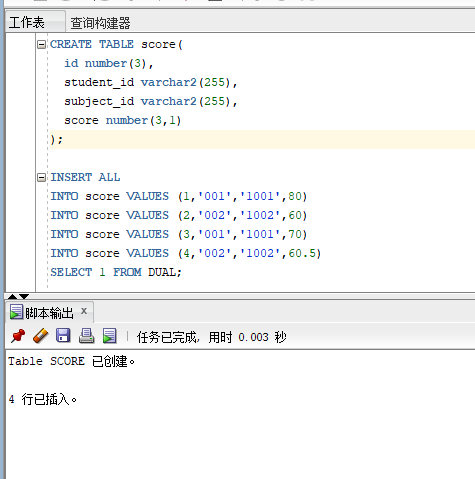 工作表 查询构建器
CREATE TABLE score(
id number(3),
student_id varchar2(255),
subject_id varchar2(255),
score number(3,1)
);
INSERT ALL
INTO score VALUES (1,'001','1001',80)
INTO score VALUES (2,'002','1002',60)
INTO score VALUES (3,'001','1001',70)
INTO score VALUES (4,'002','1002',60.5)
SELECT 1 FROM DUAL;
脚本输出 x
任务已完成, 用时 0.003 秒
Table SCORE 已创建。
4 行已插入。